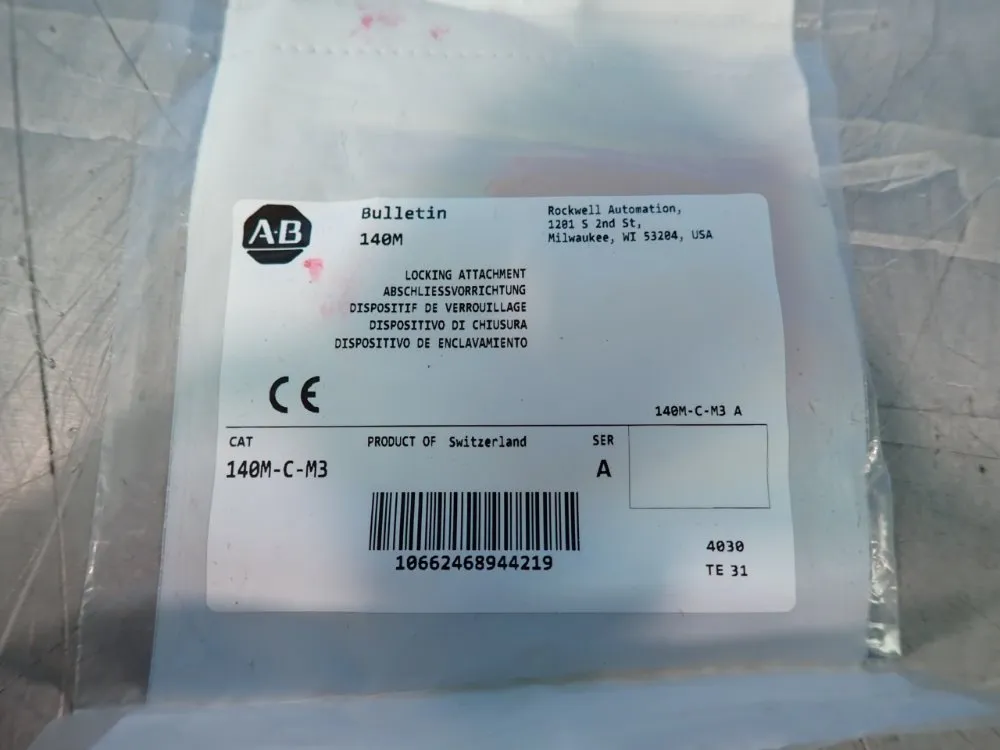 A·B
Bulletin
140M
Rockwell Automation,
1201 S 2nd St,
Milwaukee, WI 53204, USA
LOCKING ATTACHMENT
ABSCHLIESSVORRICHTUNG
DISPOSITIF DE VERROUILLAGE
DISPOSITIVO DI CHIUSURA
DISPOSITIVO DE ENCLAVAMIENTO
CE
140M-C-M3 A
CAT
PRODUCT OF Switzerland
SER
140M-C-M3
A
10662468944219
4030
TE 31